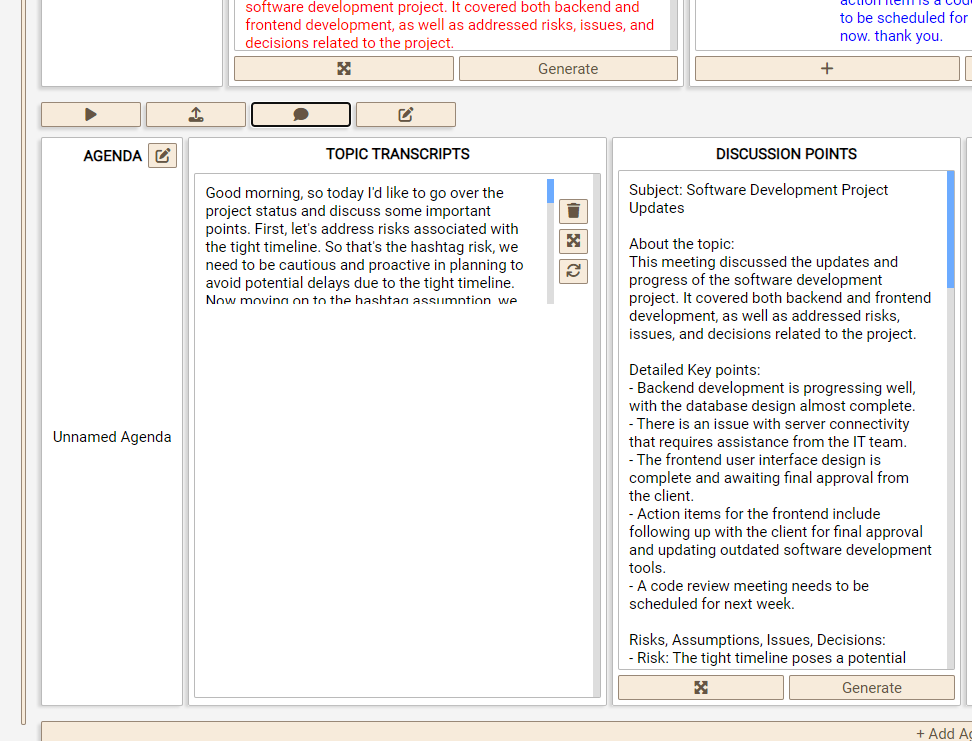 software development project. It covered both backend and
frontend development, as well as addressed risks, issues, and
decisions related to the project.
action item is a code
to be scheduled for
now. thank you.
Generate
AGENDA
TOPIC TRANSCRIPTS
DISCUSSION POINTS
Unnamed Agenda
Good morning, so today I'd like to go over the
project status and discuss some important
points. First, let's address risks associated with
the tight timeline. So that's the hashtag risk, we
need to be cautious and proactive in planning to
avoid potential delays due to the tight timeline.
Now moving on to the hashtag assumption, we
Subject: Software Development Project
Updates
About the topic:
This meeting discussed the updates and
progress of the software development
project. It covered both backend and frontend
development, as well as addressed risks,
issues, and decisions related to the project.
Detailed Key points:
- Backend development is progressing well,
with the database design almost complete.
- There is an issue with server connectivity
that requires assistance from the IT team.
- The frontend user interface design is
complete and awaiting final approval from
the client.
- Action items for the frontend include
following up with the client for final approval
and updating outdated software development
tools.
- A code review meeting needs to be
scheduled for next week.
Risks, Assumptions, Issues, Decisions:
- Risk: The tight timeline poses a potential
Generate
+ Add Ag